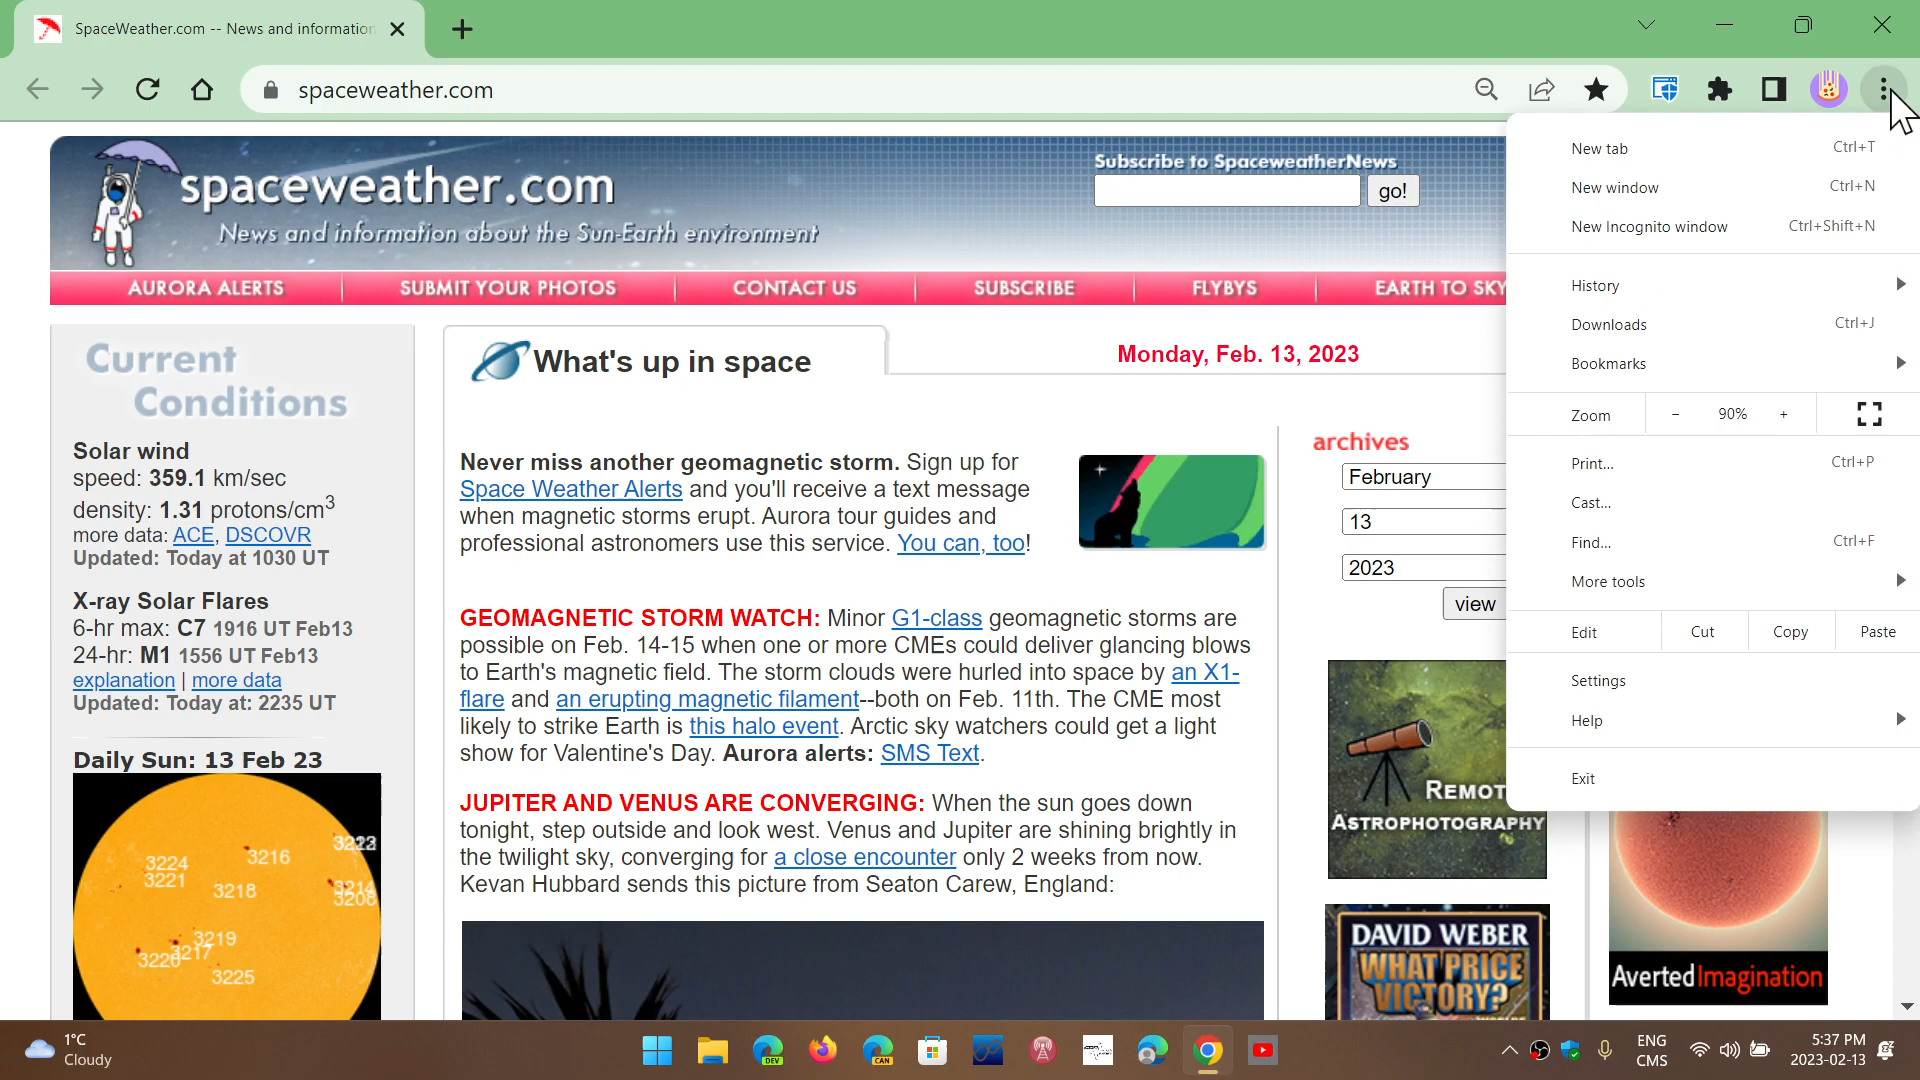 SpaceWeather.com -- News and information
spaceweather.com
spaceweather.com
News and information about the Sun-Earth environment
Subscribe to SpaceweatherNews
go!
AURORA ALERTS
SUBMIT YOUR PHOTOS
CONTACT US
SUBSCRIBE
FLYBYS
EARTH TO SKY
Current
Conditions
Solar wind
speed: 359.1 km/sec
density: 1.31 protons/cm3
more data: ACE, DSCOVR
Updated: Today at 1030 UT
X-ray Solar Flares
6-hr max: C7 1916 UT Feb13
24-hr: M1 1556 UT Feb13
explanation | more data
Updated: Today at: 2235 UT
Daily Sun: 13 Feb 23
3224
3221
3216
3218
3214
3208
3219
3217
3225
What's up in space
Monday, Feb. 13, 2023
Never miss another geomagnetic storm. Sign up for
Space Weather Alerts and you'll receive a text message
when magnetic storms erupt. Aurora tour guides and
professional astronomers use this service. You can, too!
GEOMAGNETIC STORM WATCH: Minor G1-class geomagnetic storms are
possible on Feb. 14-15 when one or more CMEs could deliver glancing blows
to Earth's magnetic field. The storm clouds were hurled into space by an X1-
flare and an erupting magnetic filament--both on Feb. 11th. The CME most
likely to strike Earth is this halo event. Arctic sky watchers could get a light
show for Valentine's Day. Aurora alerts: SMS Text.
JUPITER AND VENUS ARE CONVERGING: When the sun goes down
tonight, step outside and look west. Venus and Jupiter are shining brightly in
the twilight sky, converging for a close encounter only 2 weeks from now.
Kevan Hubbard sends this picture from Seaton Carew, England:
archives
February
13
2023
view
REMOT
ASTROPHOTOGRAPHY
DAVID WEBER
WHAT PRICE
VICTORY?
AvertedImagination
New tab Ctrl+T
New window Ctrl+N
New Incognito window Ctrl+Shift+N
History
Downloads Ctrl+J
Bookmarks
Zoom - 90% +
Print... Ctrl+P
Cast...
Find... Ctrl+F
More tools
Edit Cut Copy Paste
Settings
Help
Exit
1°C
Cloudy
DEV
CAN
ENG
CMS
5:37 PM
2023-02-13